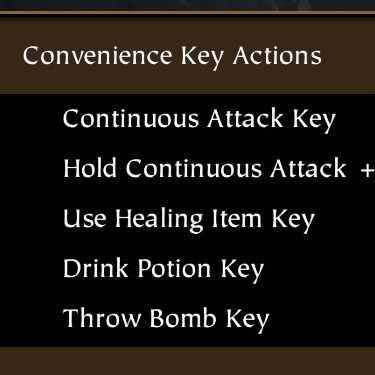 Convenience Key Actions
Continuous Attack Key
Hold Continuous Attack +
Use Healing Item Key
Drink Potion Key
Throw Bomb Key